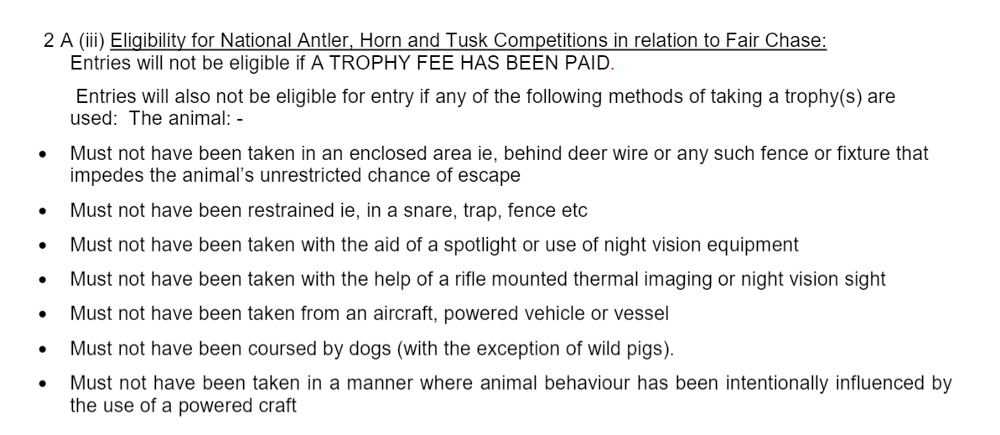 2 A (iii) Eligibility for National Antler, Horn and Tusk Competitions in relation to Fair Chase:
Entries will not be eligible if A TROPHY FEE HAS BEEN PAID.
Entries will also not be eligible for entry if any of the following methods of taking a trophy(s) are
used:  The animal: -
• Must not have been taken in an enclosed area ie, behind deer wire or any such fence or fixture that
impedes the animal's unrestricted chance of escape
• Must not have been restrained ie, in a snare, trap, fence etc
• Must not have been taken with the aid of a spotlight or use of night vision equipment
• Must not have been taken with the help of a rifle mounted thermal imaging or night vision sight
• Must not have been taken from an aircraft, powered vehicle or vessel
• Must not have been coursed by dogs (with the exception of wild pigs).
• Must not have been taken in a manner where animal behaviour has been intentionally influenced by
the use of a powered craft